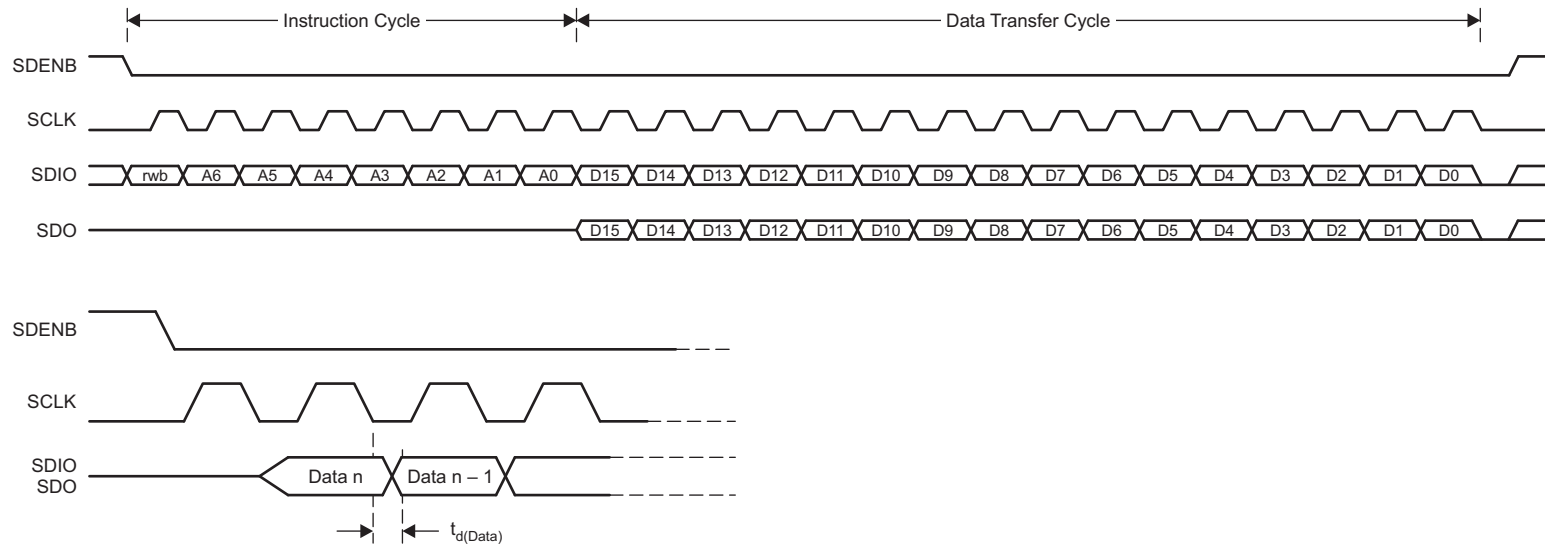 Instruction Cycle Data Transfer Cycle
SDENB
SCLK
SDIO rwb A6 A5 A4 A3 A2 A1 A0 D15 D14 D13 D12 D11 D10 D9 D8 D7 D6 D5 D4 D3 D2 D1 D0
SDO D15 D14 D13 D12 D11 D10 D9 D8 D7 D6 D5 D4 D3 D2 D1 D0
SDENB
SCLK
SDIO
SDO
Data n Data n – 1
td(Data)